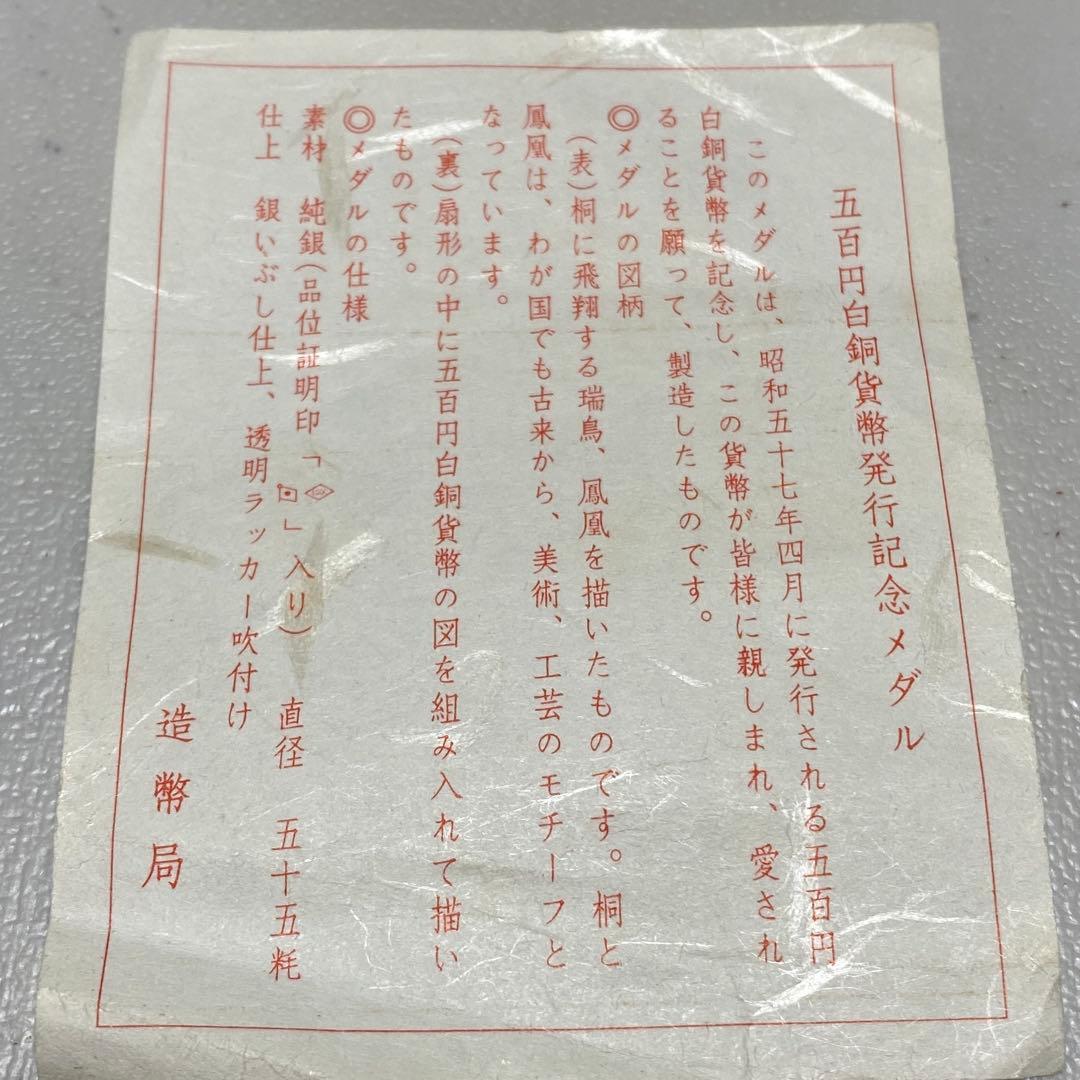 五百円白銅貨幣発行記念メダル
このメダルは、昭和五十七年四月に発行される五百円
白銅貨幣を記念し、この貨幣が皆様に親しまれ、愛され
ることを願って、製造したものです。
◎メダルの図柄
(表)桐に飛翔する瑞鳥、鳳凰を描いたものです。桐と
鳳凰は、わが国でも古来から、美術、工芸のモチーフと
なっています。
(裏)扇形の中に五百円白銅貨幣の図を組み入れて描い
たものです。
◎メダルの仕様
素材 純銀(品位証明印「」入り) 直径 五十五粍
仕上 銀いぶし仕上、透明ラッカー吹付け
造幣局